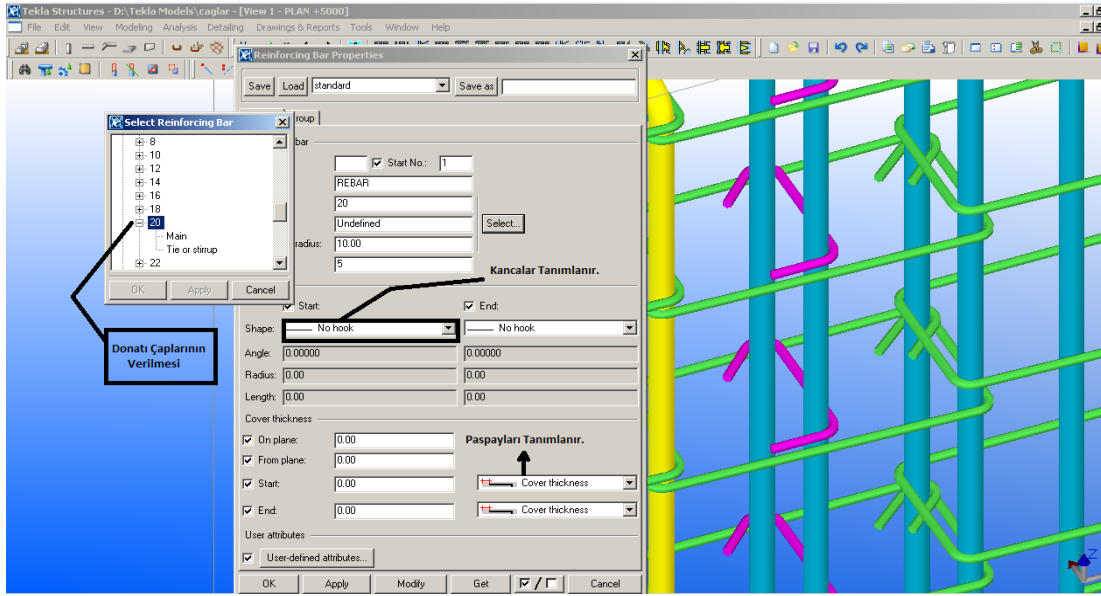 Tekla Structures - D:\Tekla Models\caglar - [View 1 - PLAN +5000]
File Edit View Modeling Analysis Detailing Drawings & Reports Tools Window Help
Reinforcing Bar Properties
Save Load standard Save as
roup
Select Reinforcing Bar
8
10
12
14
16
18
20
Main
Tie or stirrup
22
OK Apply Cancel
bar
Start No.: 1
REBAR
20
Undefined Select...
radius: 10.00
5
Kancalar Tanımlanır.
Start: End:
Shape: No hook No hook
Donatı Çaplarının
Verilmesi
Angle: 0.00000 0.00000
Radius: 0.00 0.00
Length: 0.00 0.00
Cover thickness
On plane: 0.00 Paspayları Tanımlanır.
From plane: 0.00
Start: 0.00 Cover thickness
End: 0.00 Cover thickness
User attributes
User-defined attributes...
OK Apply Modify Get / Cancel
Z